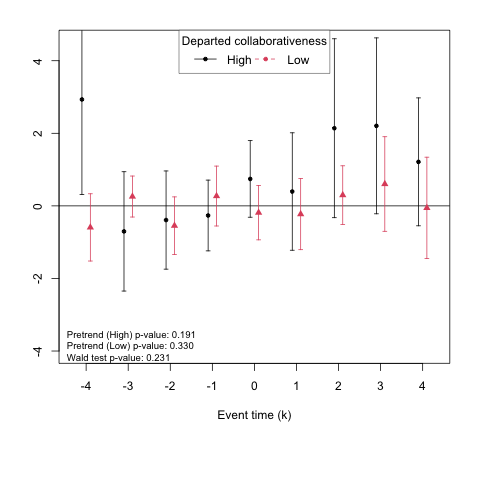 Departed collaborativeness
High Low
4
2
0
-2
-4
Pretrend (High) p-value: 0.191
Pretrend (Low) p-value: 0.330
Wald test p-value: 0.231
-4 -3 -2 -1 0 1 2 3 4
Event time (k)